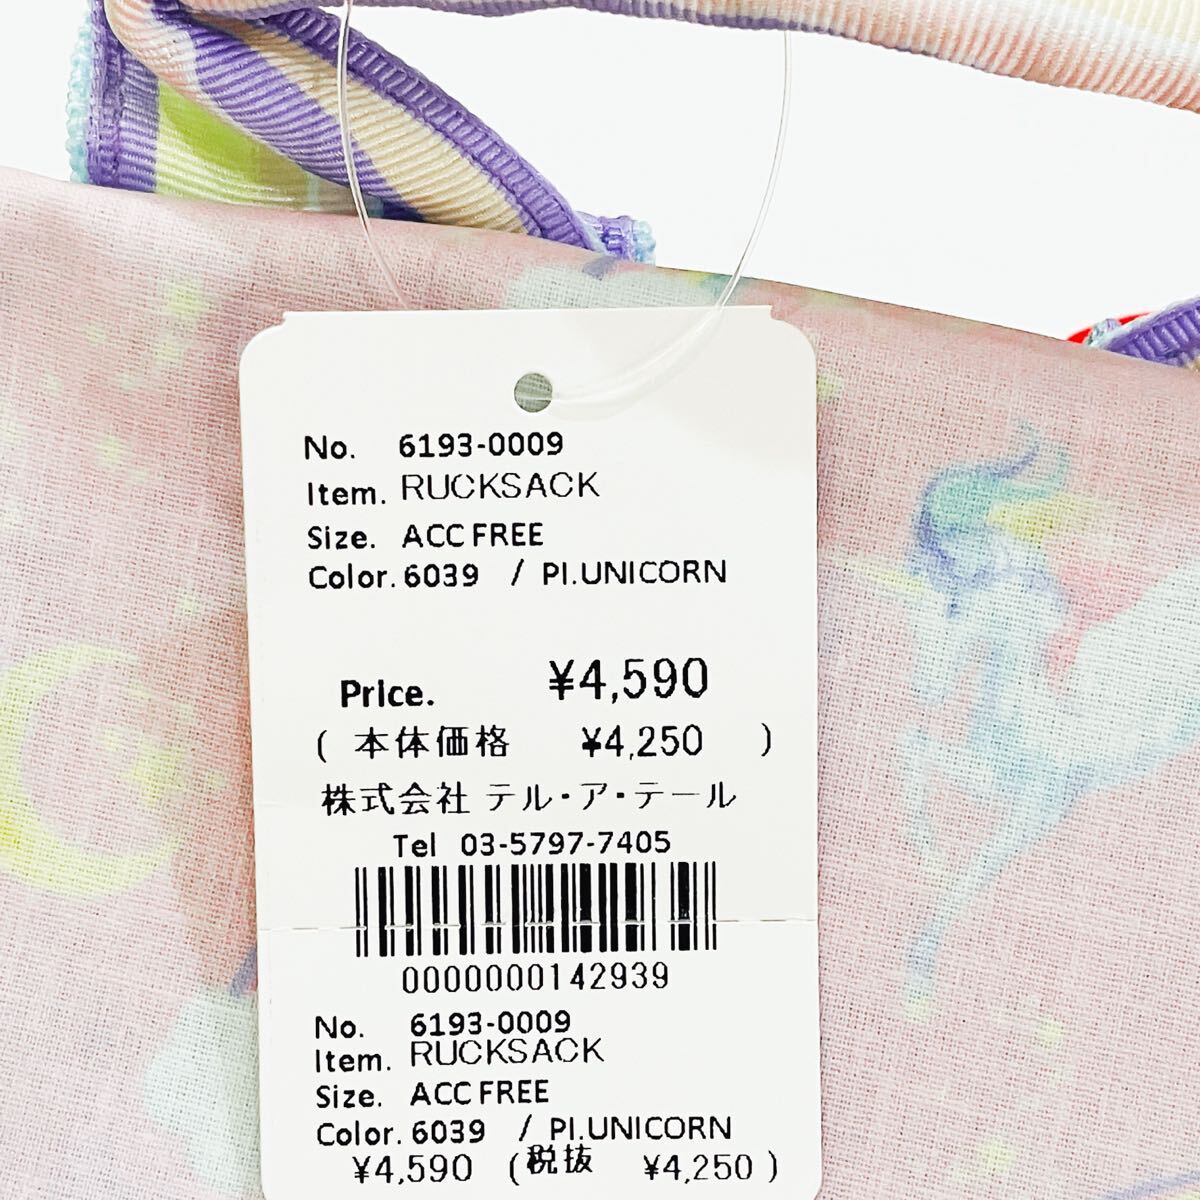 No. 6193-0009
Item. RUCKSACK
Size. ACC FREE
Color. 6039 / PI.UNICORN
Price. ¥4,590
( 本体価格 ¥4,250 )
株式会社 テル・ア・テール
Tel 03-5797-7405
0000000142939
No. 6193-0009
Item. RUCKSACK
Size. ACC FREE
Color. 6039 / PI.UNICORN
¥4,590 (税抜 ¥4,250 )